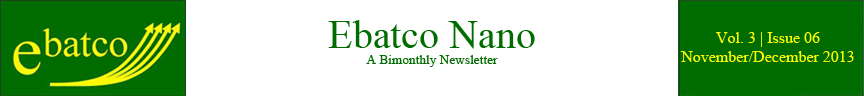 ebatco
Ebatco Nano
A Bimonthly Newsletter
Vol. 3 | Issue 06
November/December 2013